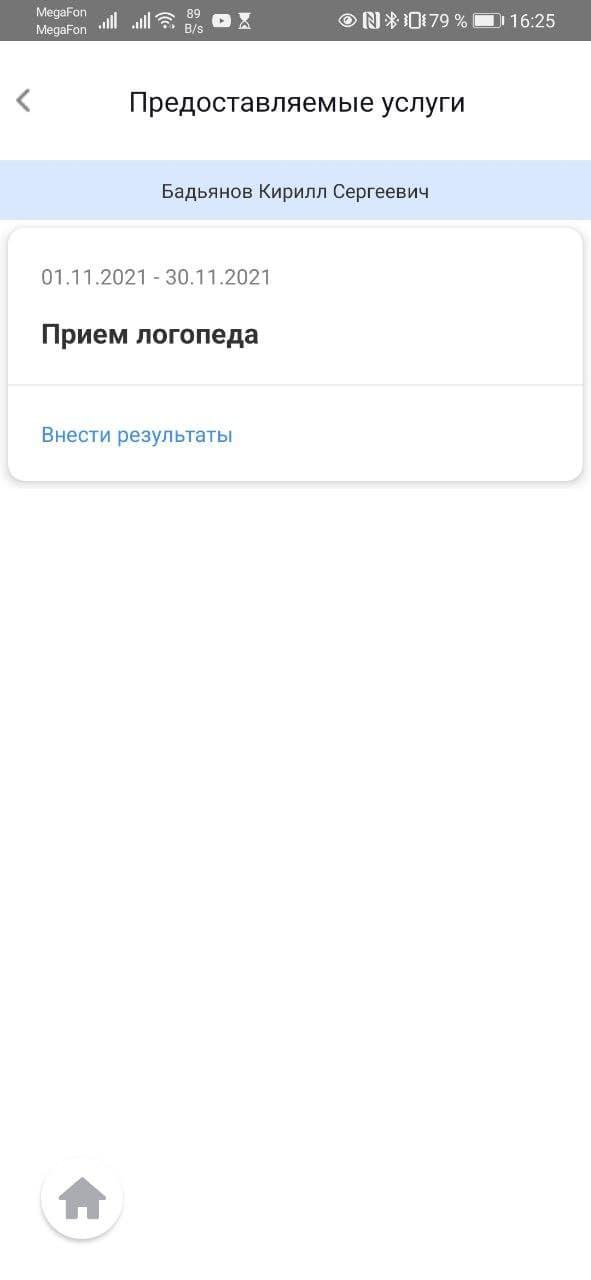 MegaFon
MegaFon
89
B/s
79 %
16:25
Предоставляемые услуги
Бадьянов Кирилл Сергеевич
01.11.2021 - 30.11.2021
Прием логопеда
Внести результаты